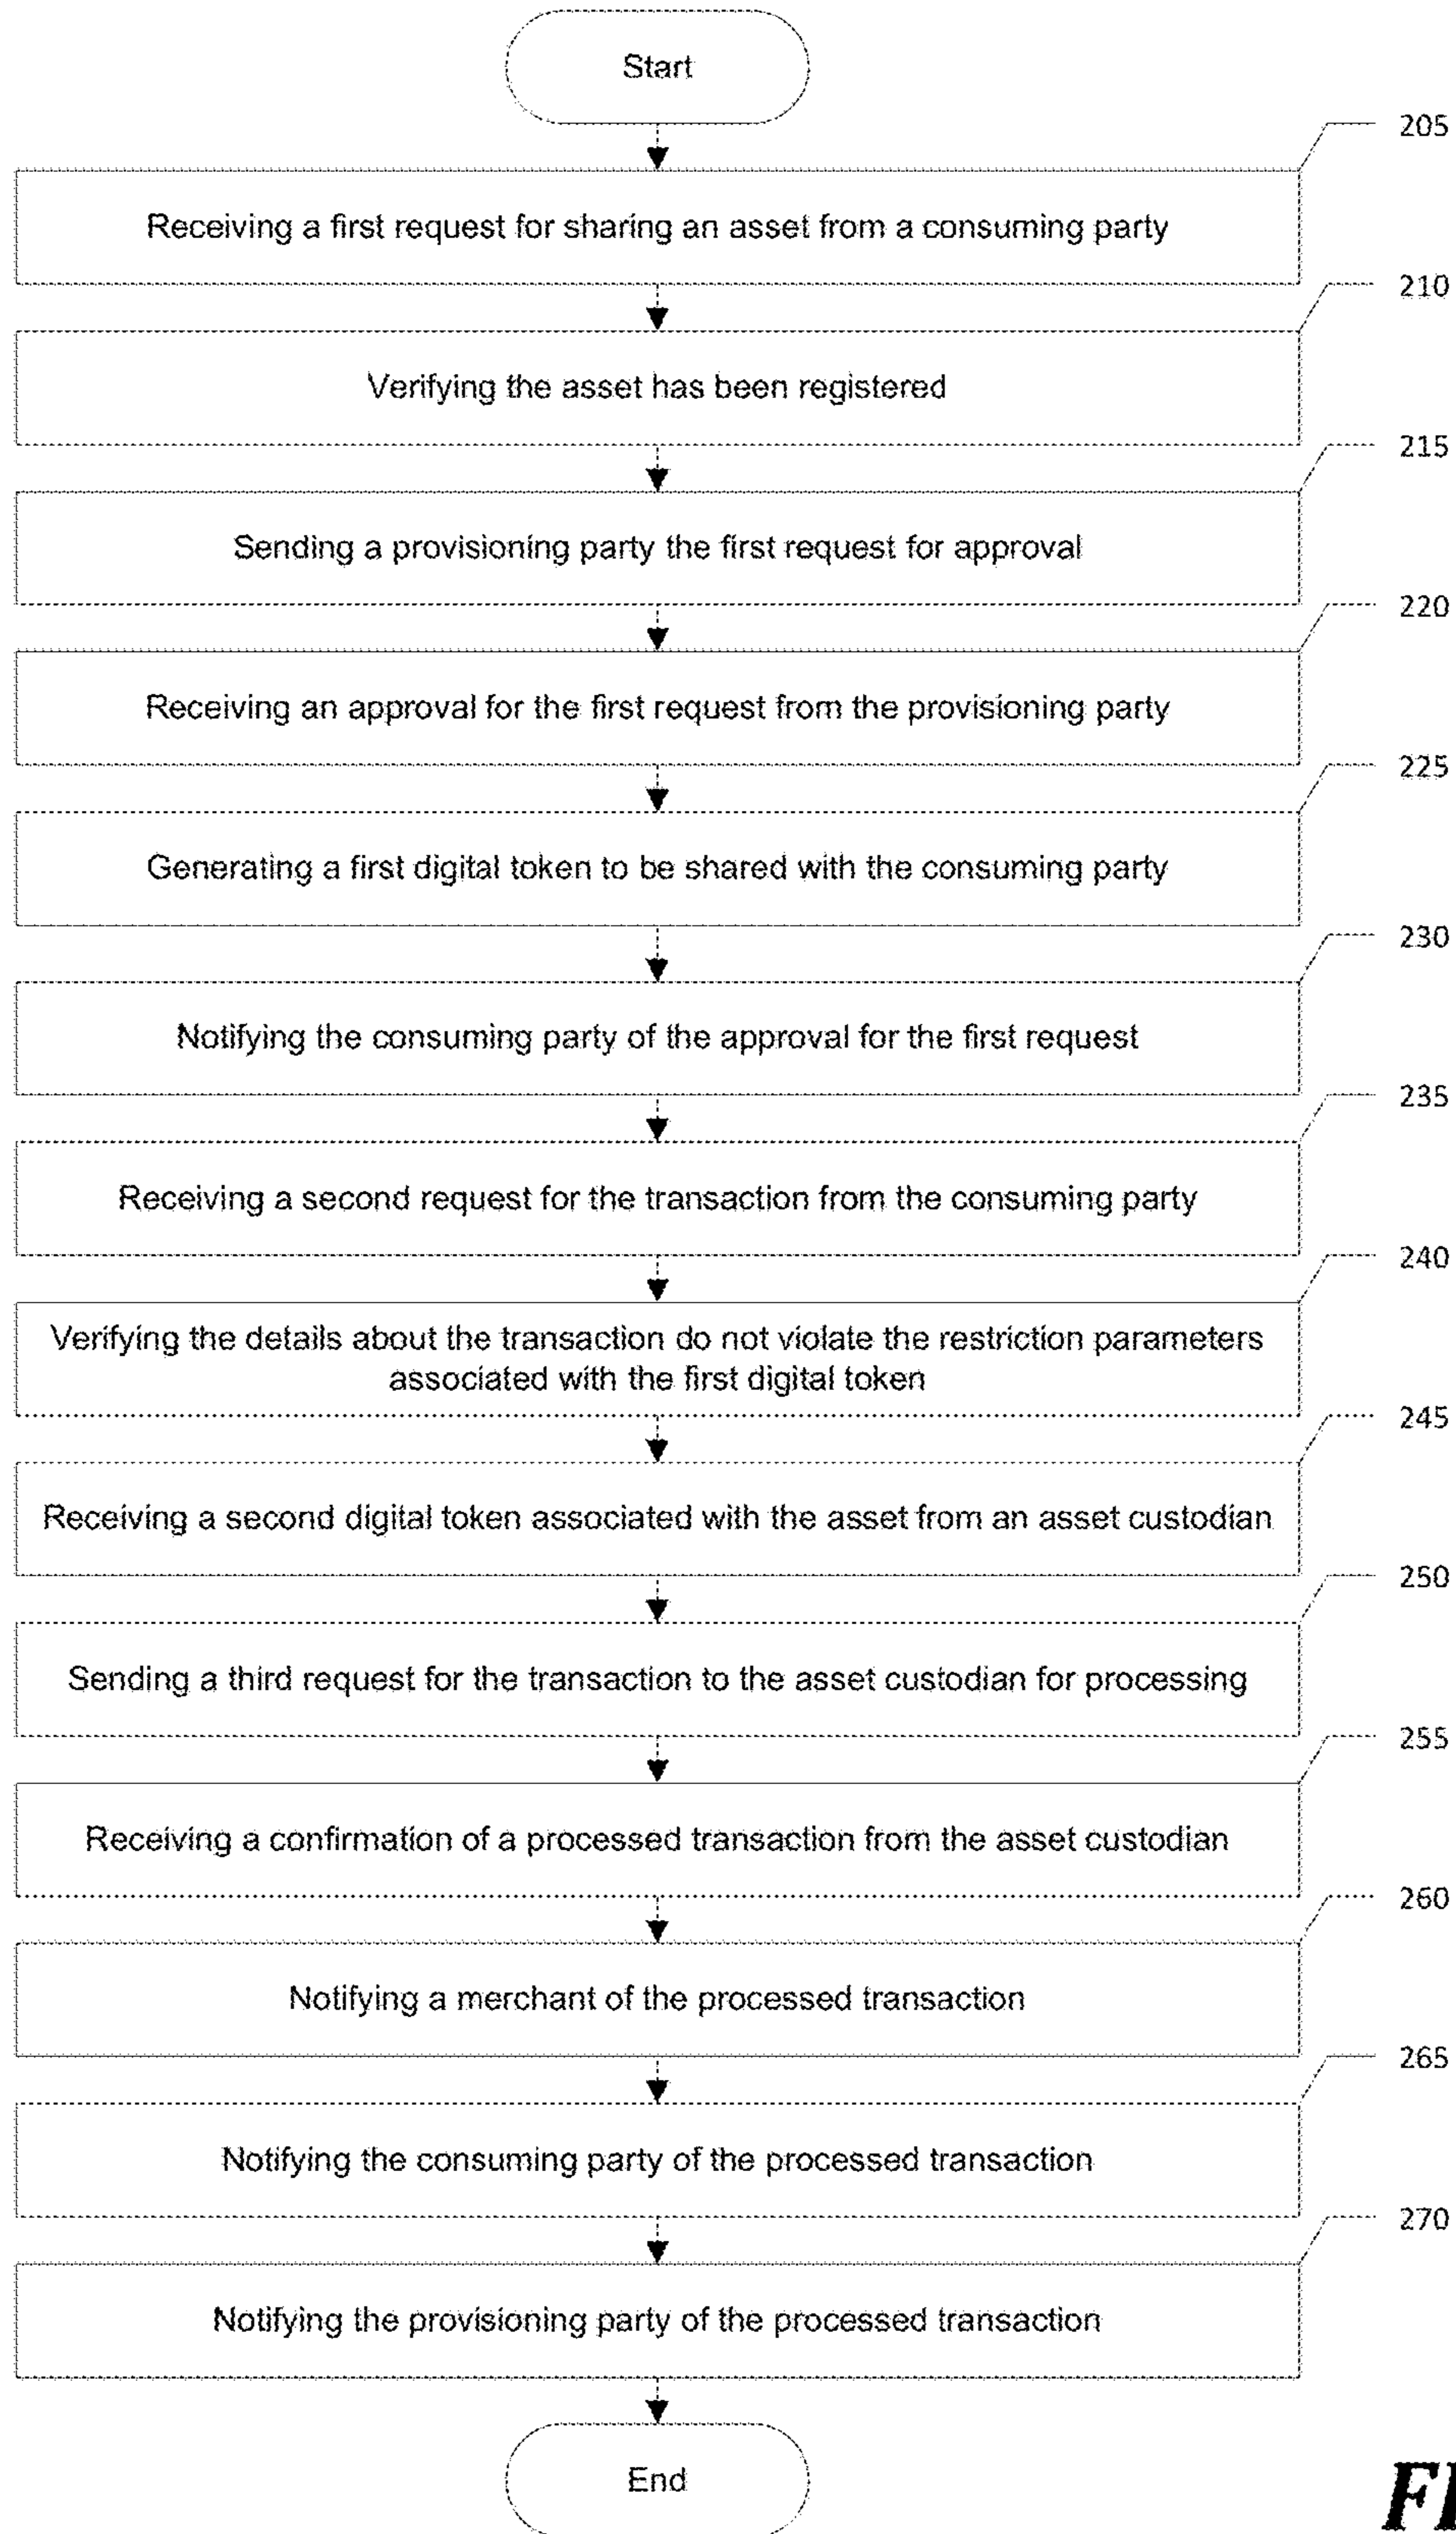 Start
205
Receiving a first request for sharing an asset from a consuming party
210
Verifying the asset has been registered
215
Sending a provisioning party the first request for approval
220
Receiving an approval for the first request from the provisioning party
225
Generating a first digital token to be shared with the consuming party
230
Notifying the consuming party of the approval for the first request
235
Receiving a second request for the transaction from the consuming party
240
Verifying the details about the transaction do not violate the restriction parameters
associated with the first digital token
245
Receiving a second digital token associated with the asset from an asset custodian
250
Sending a third request for the transaction to the asset custodian for processing
255
Receiving a confirmation of a processed transaction from the asset custodian
260
Notifying a merchant of the processed transaction
265
Notifying the consuming party of the processed transaction
270
Notifying the provisioning party of the processed transaction
End